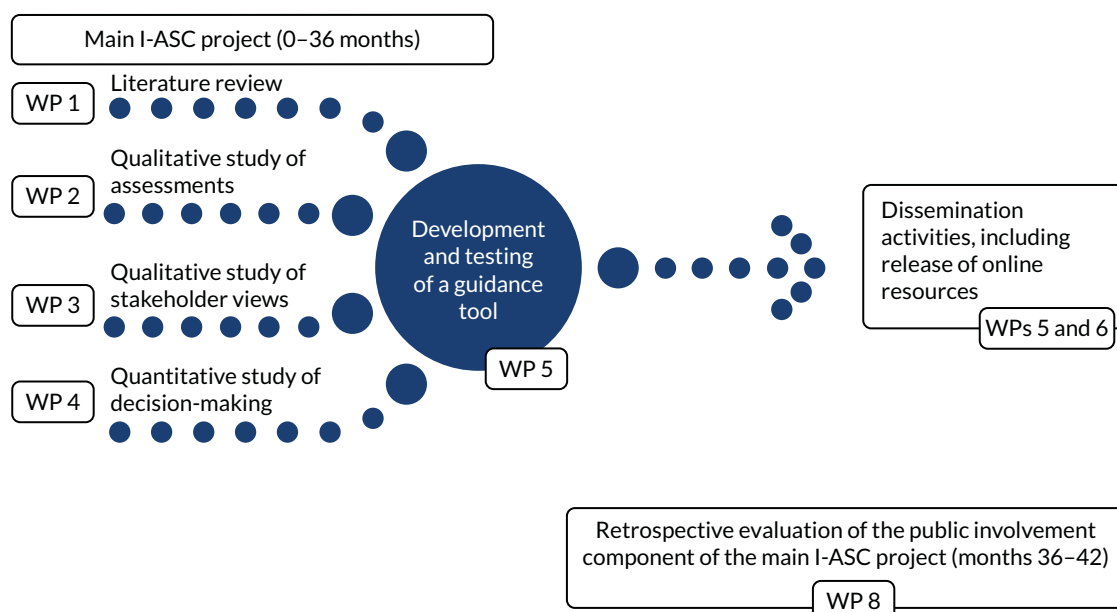 Main I-ASC project (0–36 months)
WP 1
Literature review
WP 2
Qualitative study of
assessments
WP 3
Qualitative study of
stakeholder views
WP 4
Quantitative study of
decision-making
Development
and testing
of a guidance
tool
WP 5
Dissemination
activities, including
release of online
resources
WPs 5 and 6
Retrospective evaluation of the public involvement
component of the main I-ASC project (months 36–42)
WP 8